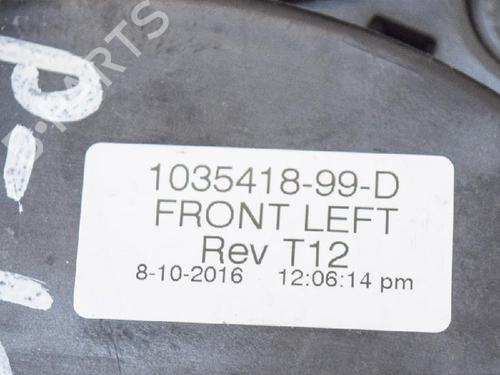 1035418-99-D
FRONT LEFT
Rev T12
8-10-2016 12:06:14 pm